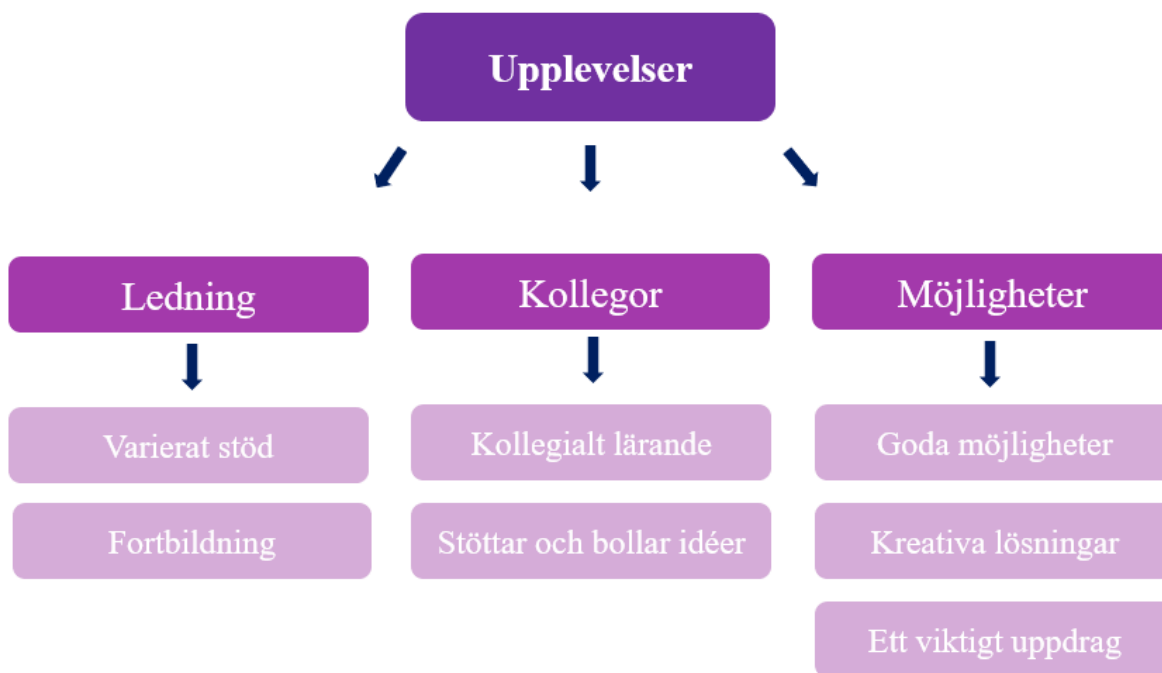 Upplevelser
Ledning
Kollegor
Möjligheter
Varierat stöd
Kollegialt lärande
Goda möjligheter
Fortbildning
Stöttar och bollar idéer
Kreativa lösningar
Ett viktigt uppdrag